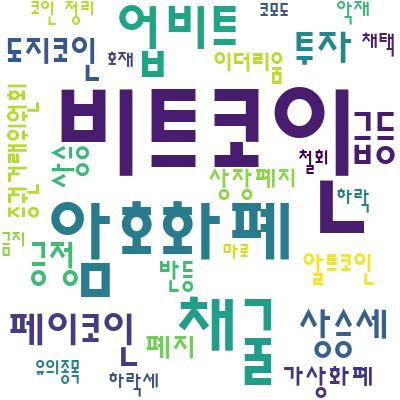 코인 정리
업비트
코모도
악재
도지코인
호재
이더리움
투자
채택
비트코인
급등
증권거래위원회
상승
상장폐지
철회
하락
암호화폐
금지
긍정
마로
반등
알트코인
채굴
페이코인
폐지
상승세
유의종목
하락세
가상화폐